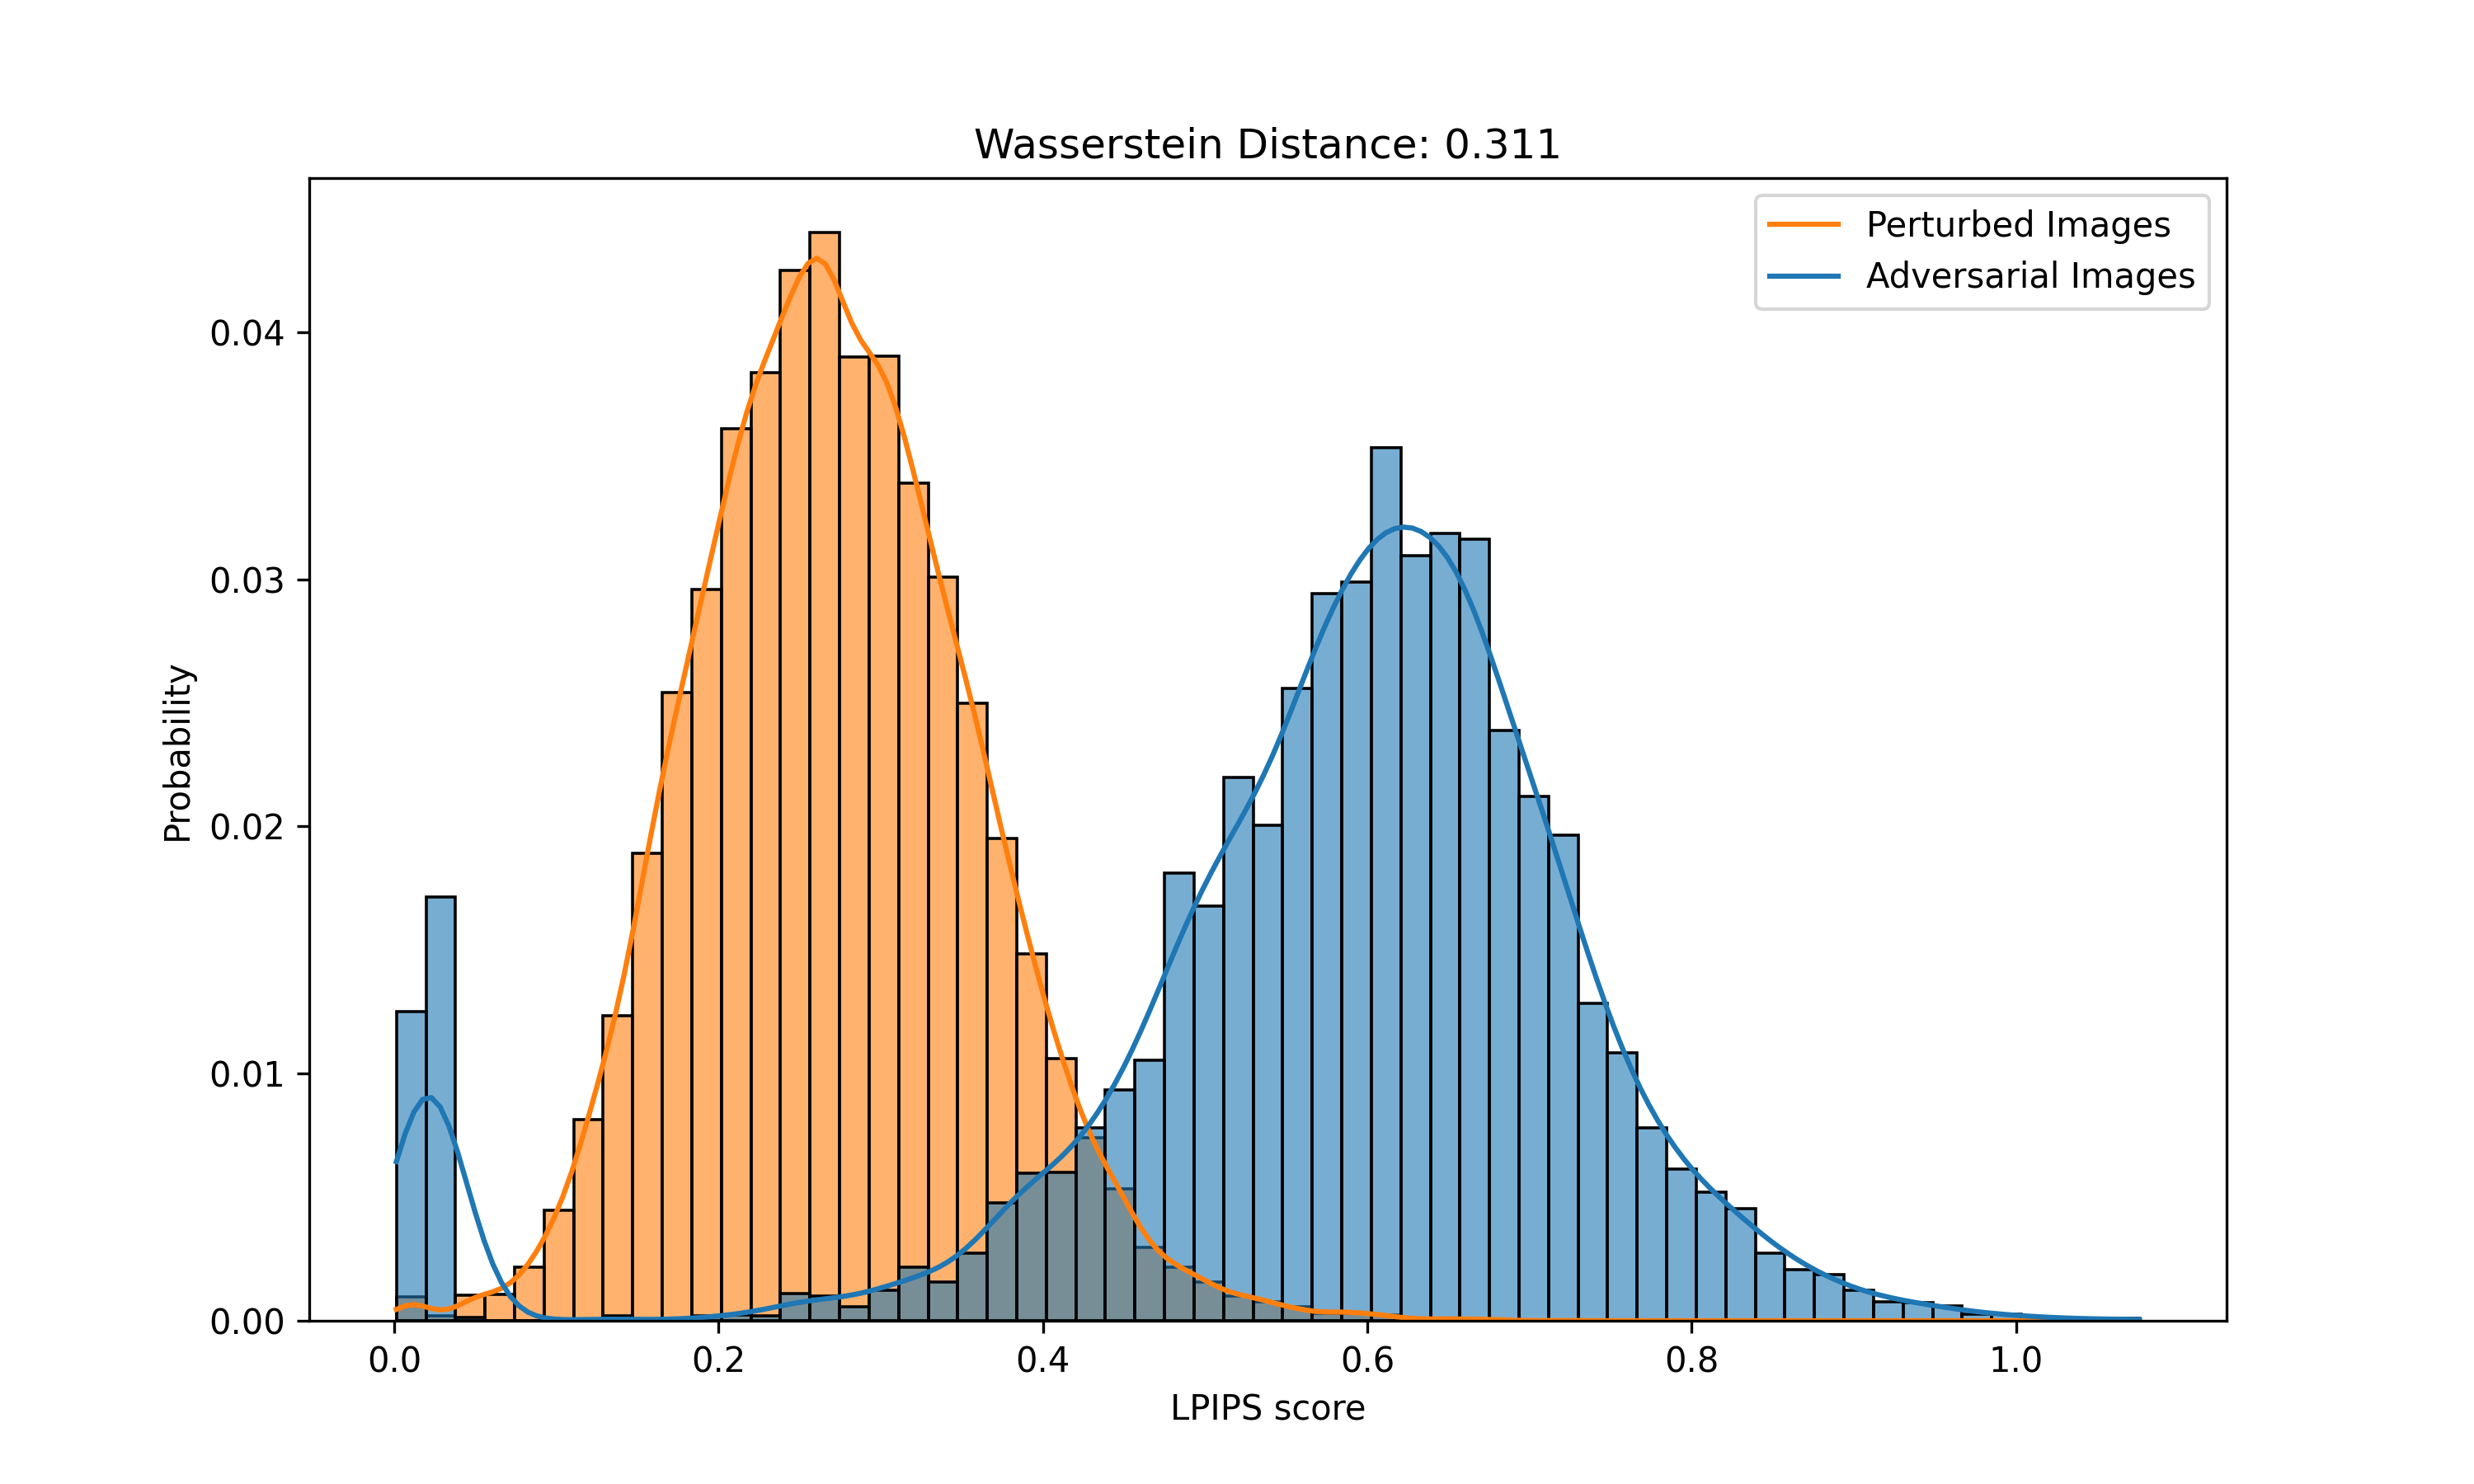 Wasserstein Distance: 0.311
Perturbed Images
Adversarial Images
Probability
0.04
0.03
0.02
0.01
0.00
0.0 0.2 0.4 0.6 0.8 1.0
LPIPS score